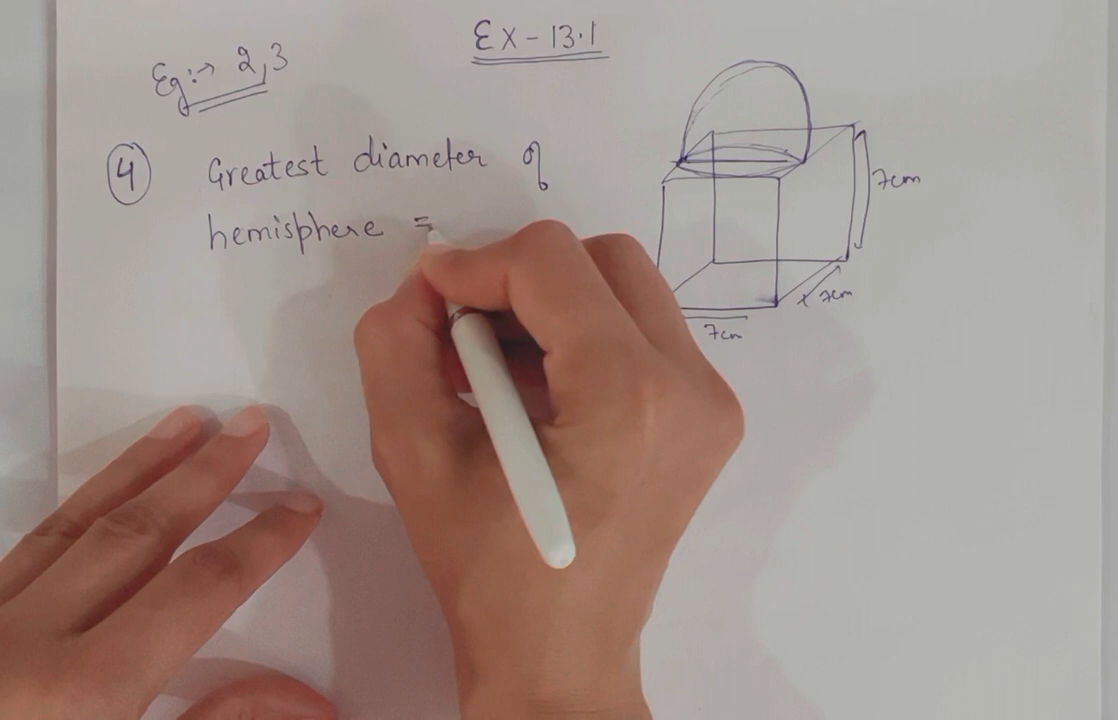 Ex - 13.1
Eg:→ 2,3
4 Greatest diameter of
hemisphere =
7cm
7cm
7cm